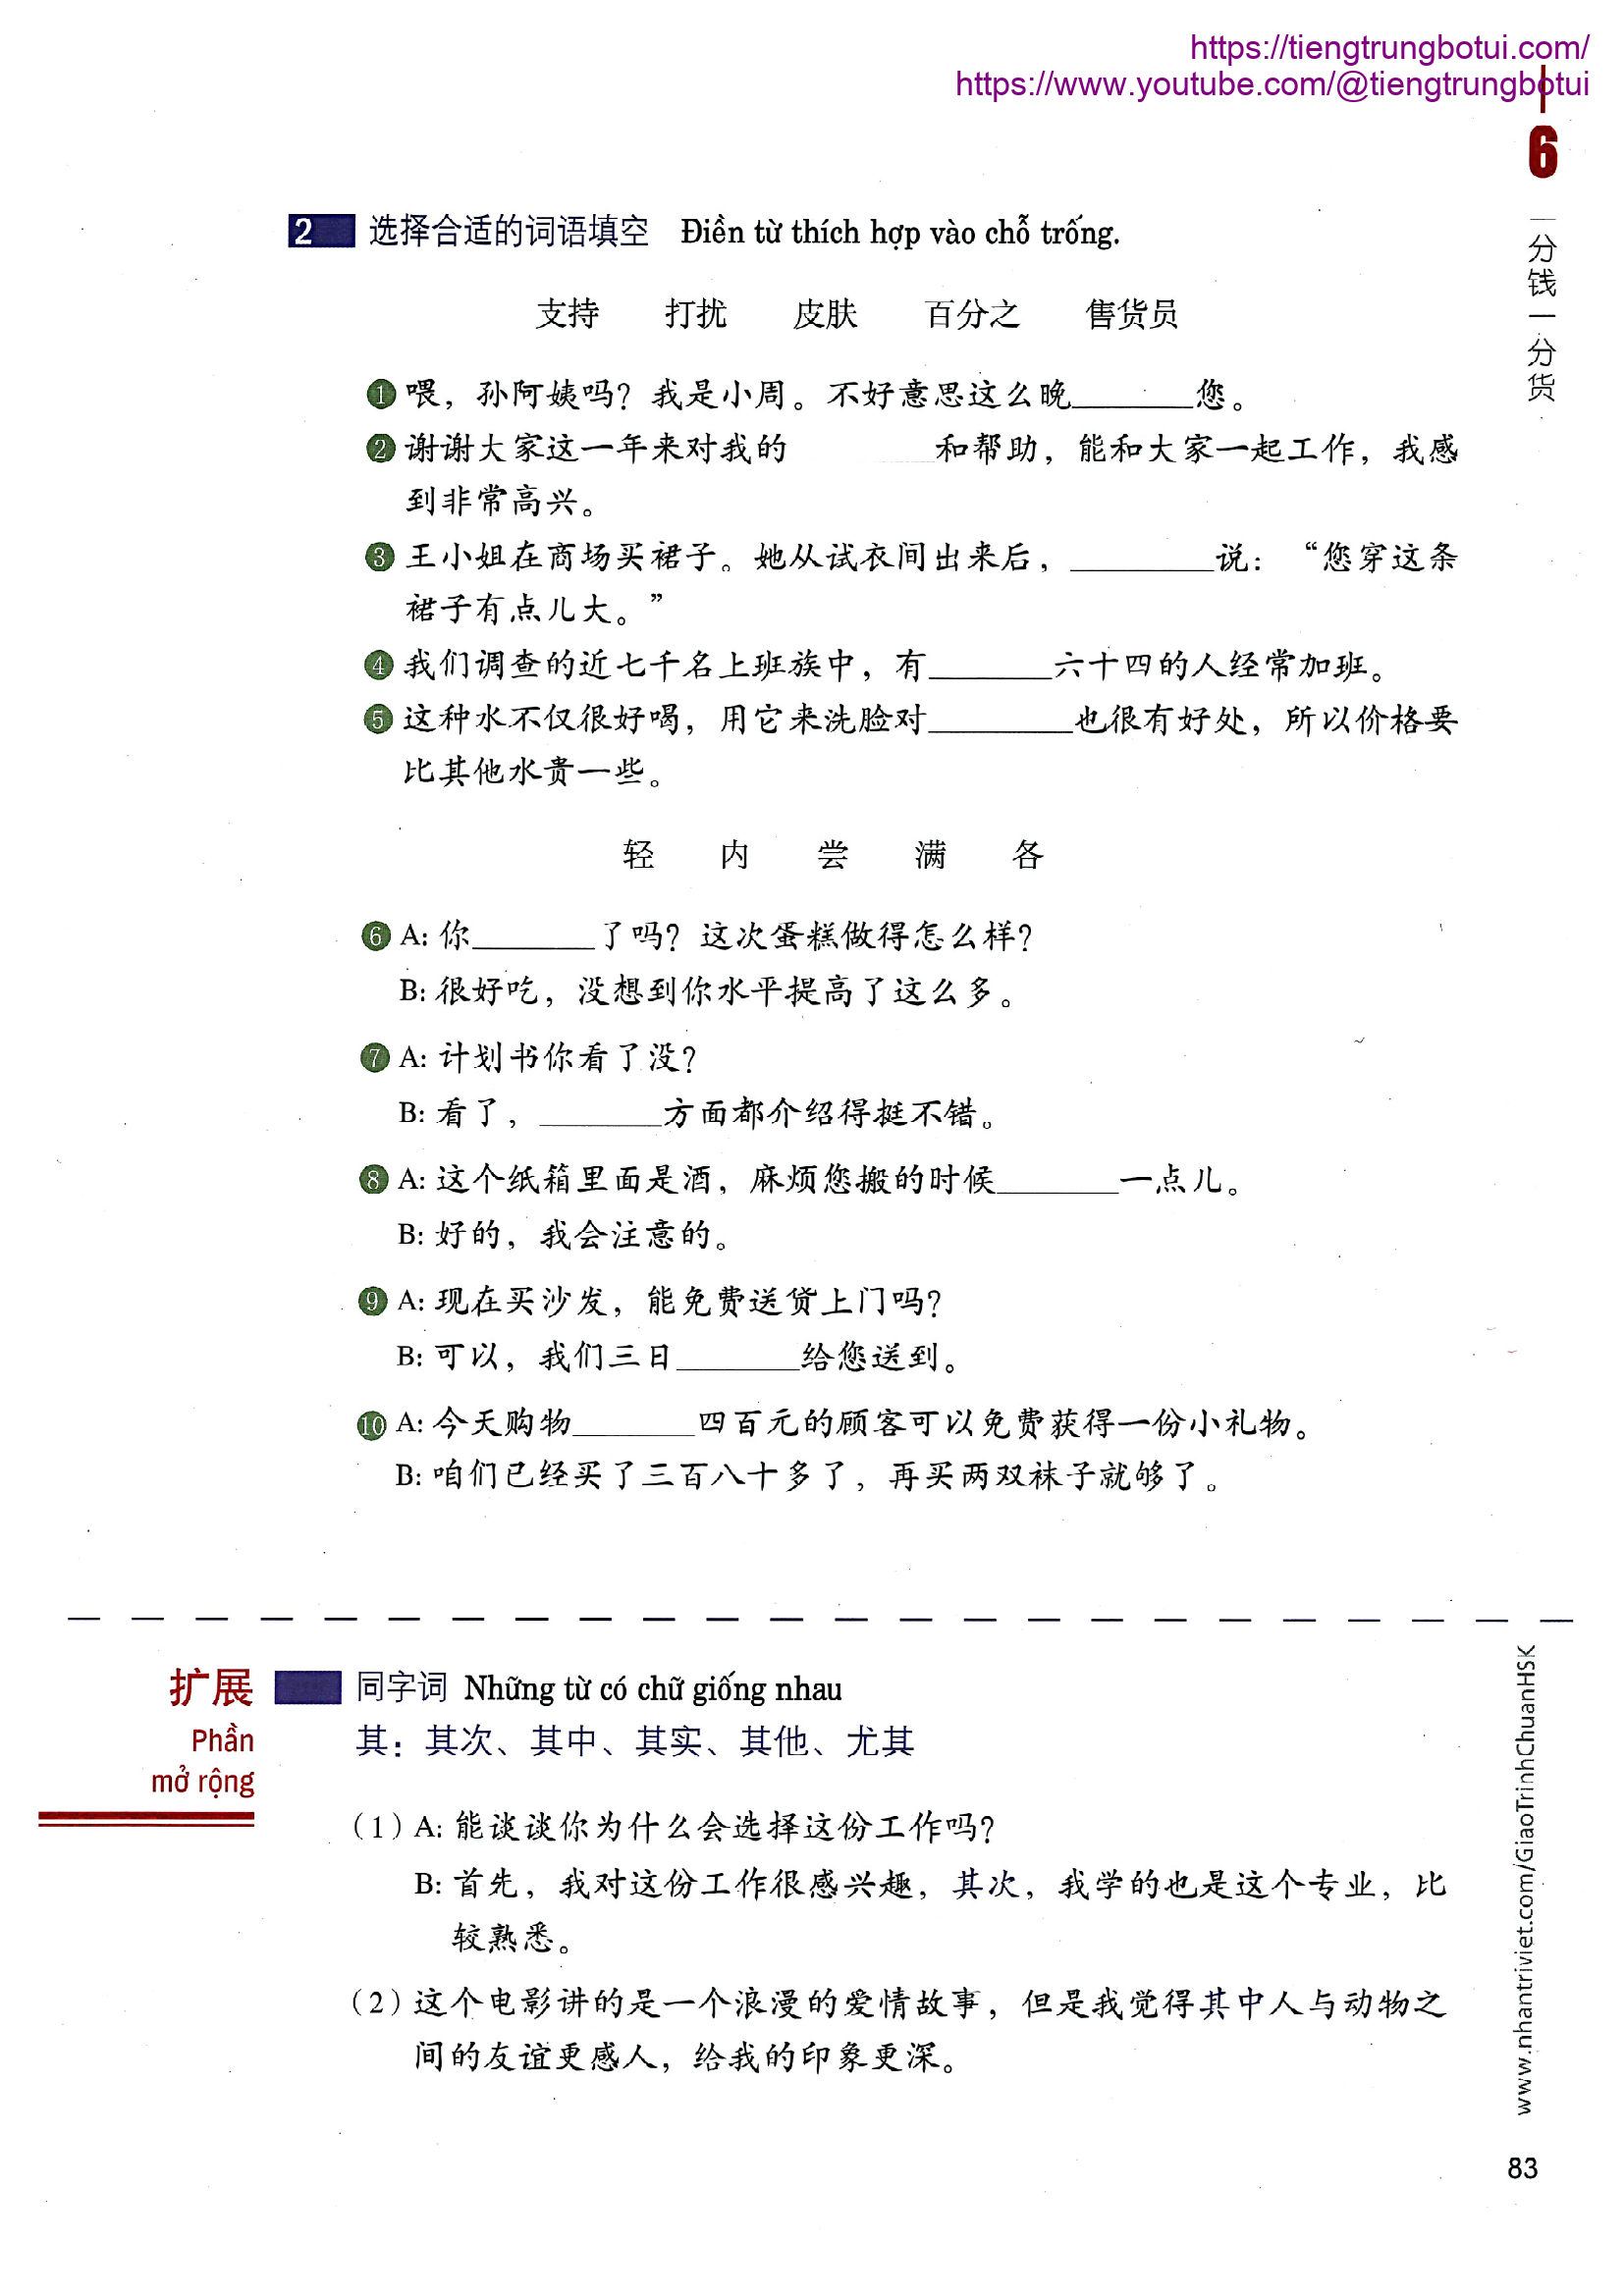 https://tiengtrungbotui.com/
https://www.youtube.com/@tiengtrungbotui
6
一分钱一分货
2 选择合适的词语填空 Điền từ thích hợp vào chỗ trống.
支持 打扰 皮肤 百分之 售货员
1 喂，孙阿姨吗？我是小周。不好意思这么晚______您。
2 谢谢大家这一年来对我的______和帮助，能和大家一起工作，我感
到非常高兴。
3 王小姐在商场买裙子。她从试衣间出来后，______说：“您穿这条
裙子有点儿大。”
4 我们调查的近七千名上班族中，有______六十四的人经常加班。
5 这种水不仅很好喝，用它来洗脸对______也很有好处，所以价格要
比其他水贵一些。
轻 内 尝 满 各
6 A: 你______了吗？这次蛋糕做得怎么样？
B: 很好吃，没想到你水平提高了这么多。
7 A: 计划书你看了没？
B: 看了，______方面都介绍得挺不错。
8 A: 这个纸箱里面是酒，麻烦您搬的时候______一点儿。
B: 好的，我会注意的。
9 A: 现在买沙发，能免费送货上门吗？
B: 可以，我们三日______给您送到。
10 A: 今天购物______四百元的顾客可以免费获得一份小礼物。
B: 咱们已经买了三百八十多了，再买两双袜子就够了。
扩展
Phần
mở rộng
同字词 Những từ có chữ giống nhau
其：其次、其中、其实、其他、尤其
（1）A: 能谈谈你为什么会选择这份工作吗？
B: 首先，我对这份工作很感兴趣，其次，我学的也是这个专业，比
较熟悉。
（2）这个电影讲的是一个浪漫的爱情故事，但是我觉得其中人与动物之
间的友谊更感人，给我的印象更深。
www.nhantriviet.com/GiaoTrinhChuanHSK
83